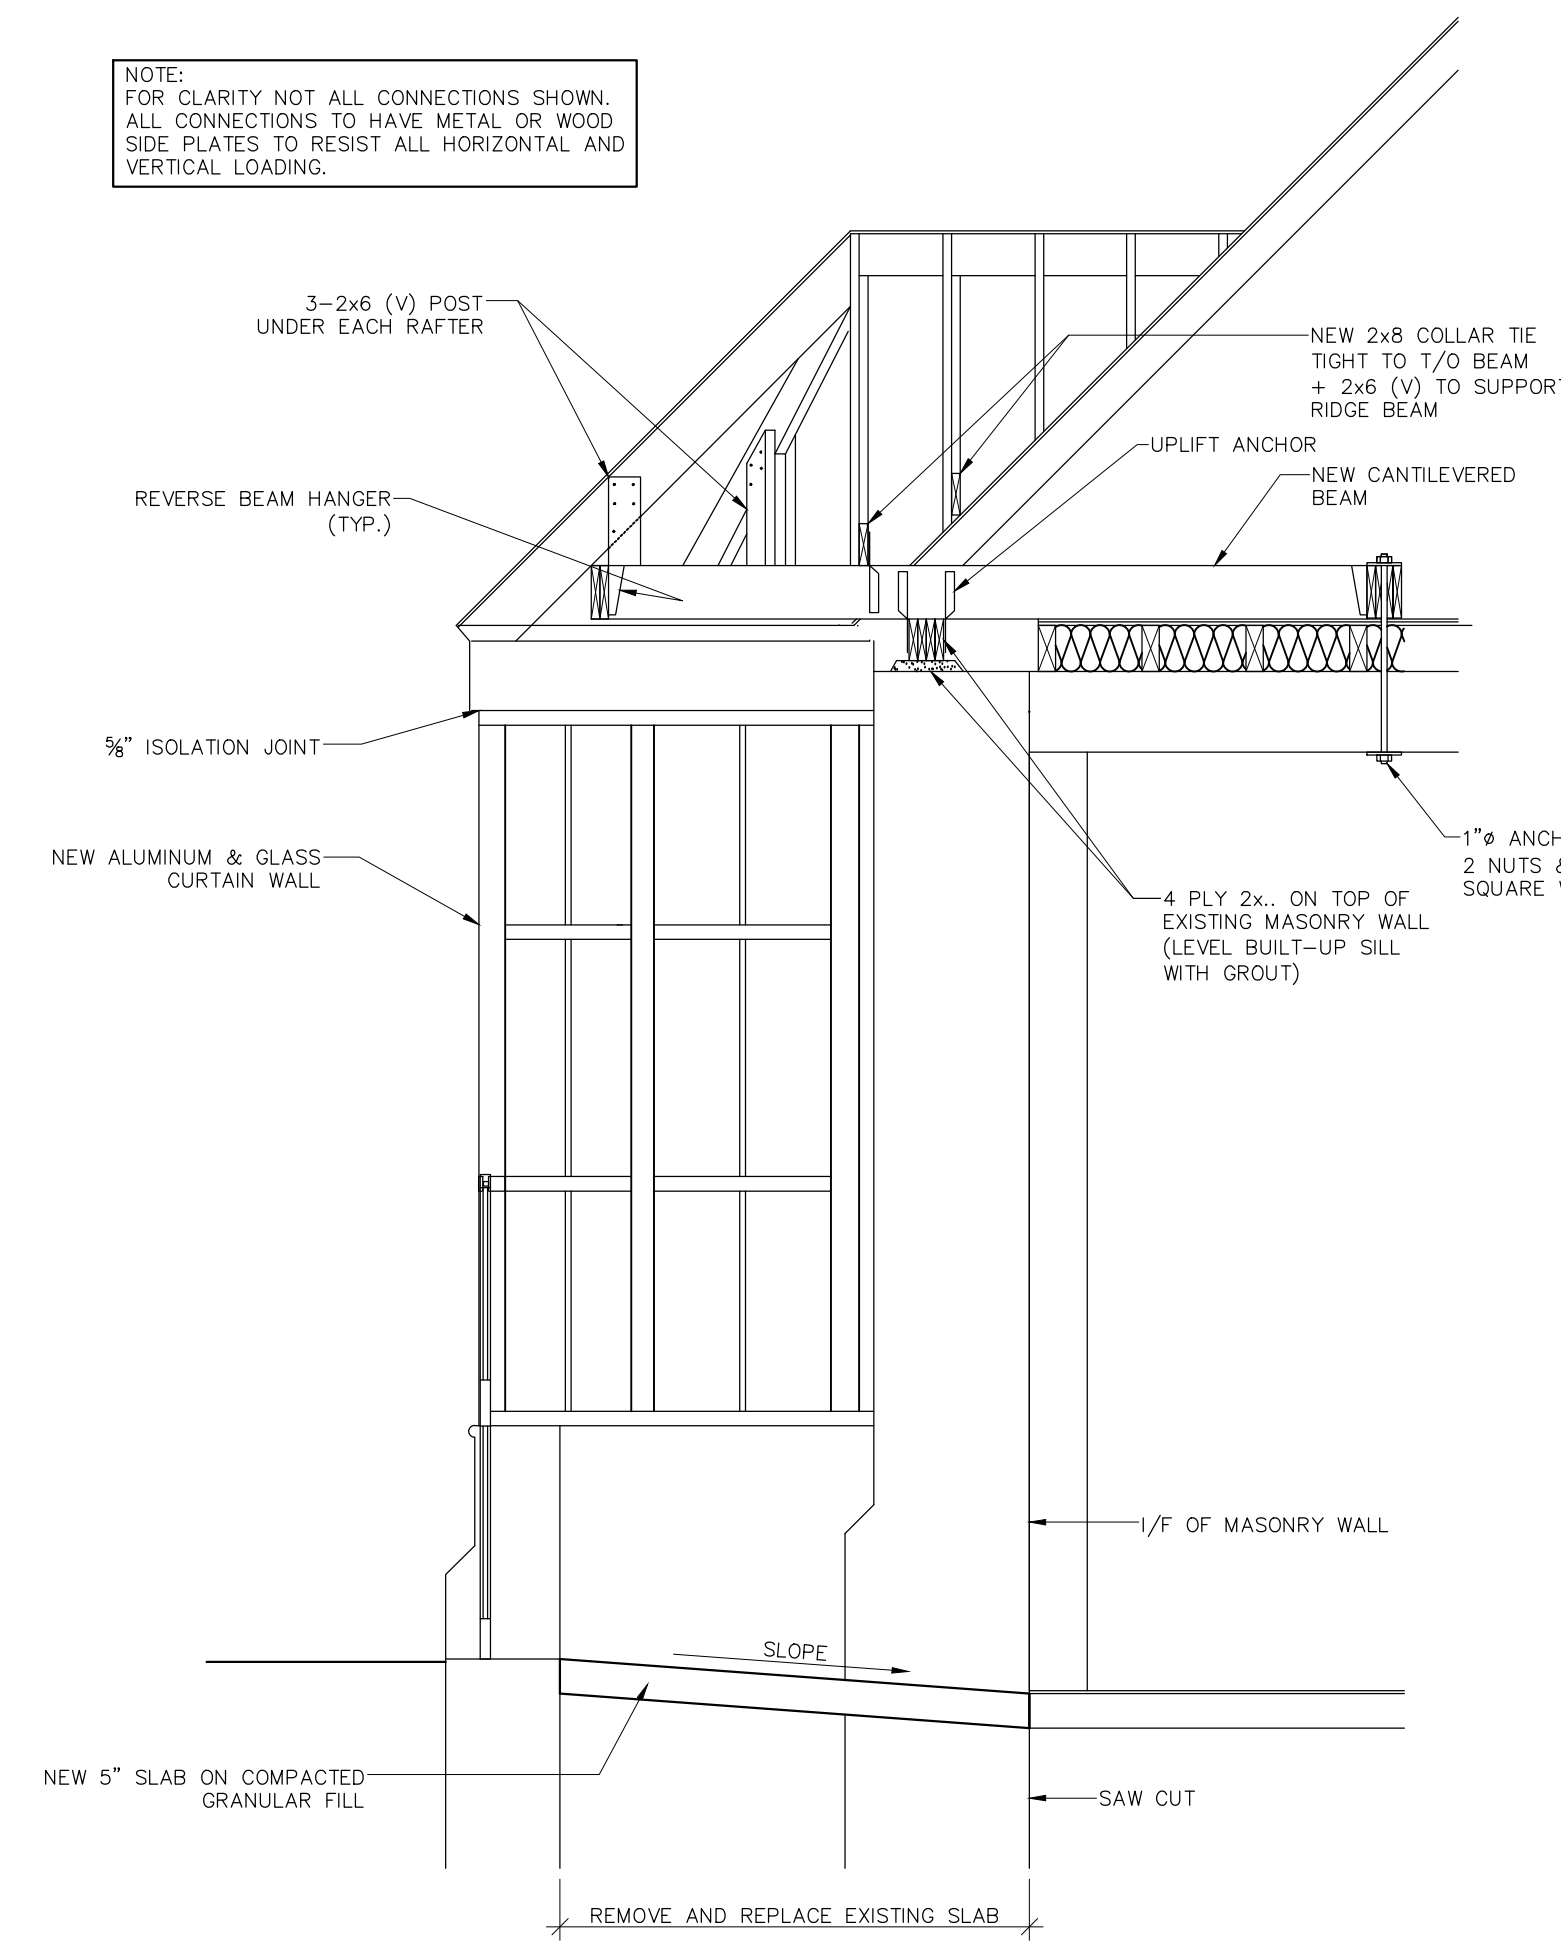 NOTE:
FOR CLARITY NOT ALL CONNECTIONS SHOWN.
ALL CONNECTIONS TO HAVE METAL OR WOOD
SIDE PLATES TO RESIST ALL HORIZONTAL AND
VERTICAL LOADING.
3-2x6 (V) POST
UNDER EACH RAFTER
NEW 2x8 COLLAR TIE
TIGHT TO T/O BEAM
+ 2x6 (V) TO SUPPORT
RIDGE BEAM
UPLIFT ANCHOR
NEW CANTILEVERED
BEAM
REVERSE BEAM HANGER
(TYP.)
⅝" ISOLATION JOINT
NEW ALUMINUM & GLASS
CURTAIN WALL
1"ø
2 NUTS &
SQUARE
4 PLY 2x.. ON TOP OF
EXISTING MASONRY WALL
(LEVEL BUILT-UP SILL
WITH GROUT)
I/F OF MASONRY WALL
SLOPE
NEW 5" SLAB ON COMPACTED
GRANULAR FILL
SAW CUT
REMOVE AND REPLACE EXISTING SLAB